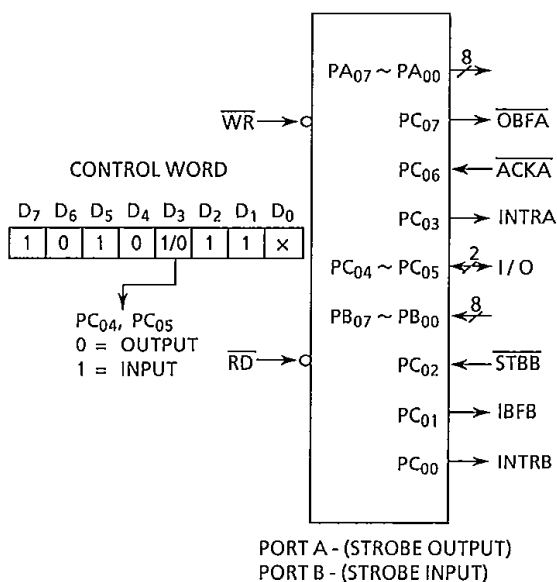 PA07 ~ PA00
8
WR
PC07
OBFA
CONTROL WORD
PC06
ACKA
D7 D6 D5 D4 D3 D2 D1 D0
PC03
INTRA
1 0 1 0 1/0 1 1 ×
PC04 ~ PC05
2
I/O
PC04, PC05
PB07 ~ PB00
8
0 = OUTPUT
1 = INPUT
RD
PC02
STBB
PC01
IBFB
PC00
INTRB
PORT A - (STROBE OUTPUT)
PORT B - (STROBE INPUT)